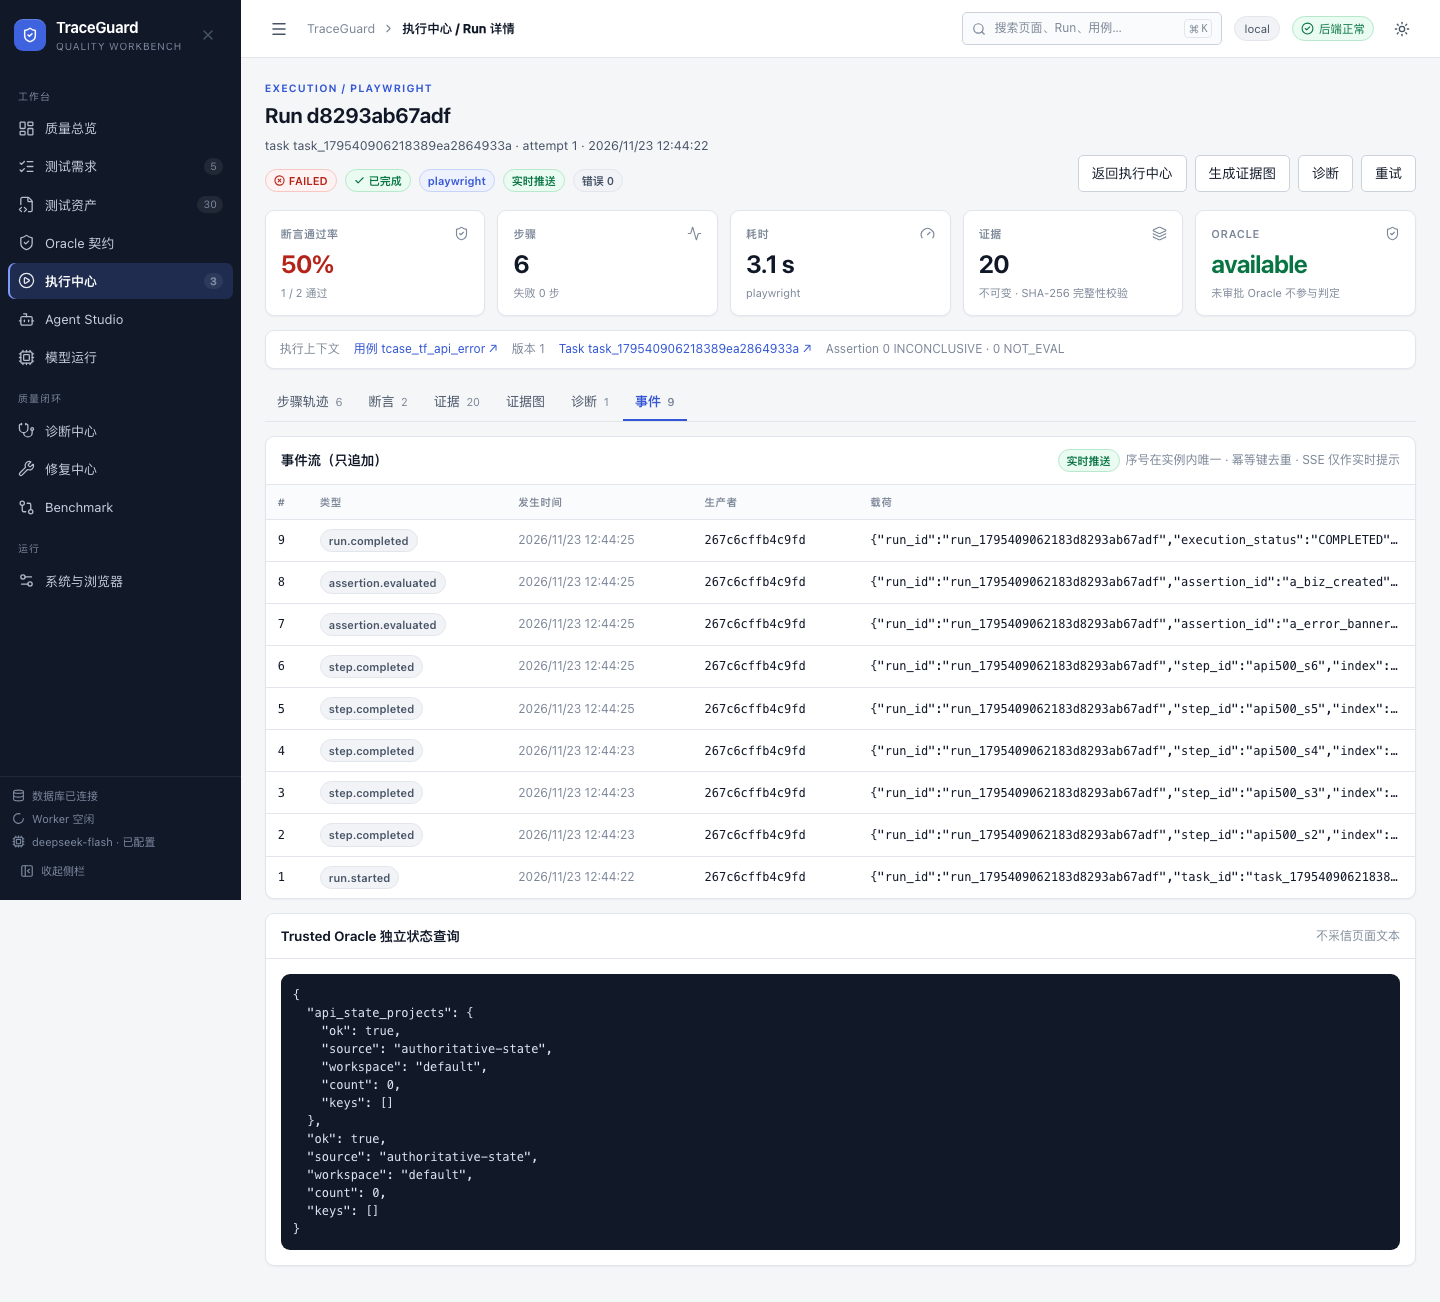 TraceGuard
QUALITY WORKBENCH
工作台
质量总览
测试需求 5
测试资产 30
Oracle 契约
执行中心 3
Agent Studio
模型运行
质量闭环
诊断中心
修复中心
Benchmark
运行
系统与浏览器
数据库已连接
Worker 空闲
deepseek-flash · 已配置
收起侧栏
TraceGuard > 执行中心 / Run 详情
搜索页面、Run、用例... ⌘ K
local
后端正常
EXECUTION / PLAYWRIGHT
Run d8293ab67adf
task task_179540906218389ea2864933a · attempt 1 · 2026/11/23 12:44:22
FAILED 已完成 playwright 实时推送 错误 0
返回执行中心 生成证据图 诊断 重试
断言通过率
50%
1 / 2 通过
步骤
6
失败 0 步
耗时
3.1 s
playwright
证据
20
不可变 · SHA-256 完整性校验
ORACLE
available
未审批 Oracle 不参与判定
执行上下文 用例 tcase_tf_api_error ↗ 版本 1 Task task_179540906218389ea2864933a ↗ Assertion 0 INCONCLUSIVE · 0 NOT_EVAL
步骤轨迹 6 断言 2 证据 20 证据图 诊断 1 事件 9
事件流（只追加） 实时推送 序号在实例内唯一 · 幂等键去重 · SSE 仅作实时提示
# 类型 发生时间 生产者 载荷
9 run.completed 2026/11/23 12:44:25 267c6cffb4c9fd {"run_id":"run_1795409062183d8293ab67adf","execution_status":"COMPLETED"…
8 assertion.evaluated 2026/11/23 12:44:25 267c6cffb4c9fd {"run_id":"run_1795409062183d8293ab67adf","assertion_id":"a_biz_created"…
7 assertion.evaluated 2026/11/23 12:44:25 267c6cffb4c9fd {"run_id":"run_1795409062183d8293ab67adf","assertion_id":"a_error_banner…
6 step.completed 2026/11/23 12:44:25 267c6cffb4c9fd {"run_id":"run_1795409062183d8293ab67adf","step_id":"api500_s6","index":…
5 step.completed 2026/11/23 12:44:25 267c6cffb4c9fd {"run_id":"run_1795409062183d8293ab67adf","step_id":"api500_s5","index":…
4 step.completed 2026/11/23 12:44:23 267c6cffb4c9fd {"run_id":"run_1795409062183d8293ab67adf","step_id":"api500_s4","index":…
3 step.completed 2026/11/23 12:44:23 267c6cffb4c9fd {"run_id":"run_1795409062183d8293ab67adf","step_id":"api500_s3","index":…
2 step.completed 2026/11/23 12:44:23 267c6cffb4c9fd {"run_id":"run_1795409062183d8293ab67adf","step_id":"api500_s2","index":…
1 run.started 2026/11/23 12:44:22 267c6cffb4c9fd {"run_id":"run_1795409062183d8293ab67adf","task_id":"task_17954090621838…
Trusted Oracle 独立状态查询 不采信页面文本
{
"api_state_projects": {
"ok": true,
"source": "authoritative-state",
"workspace": "default",
"count": 0,
"keys": []
},
"ok": true,
"source": "authoritative-state",
"workspace": "default",
"count": 0,
"keys": []
}